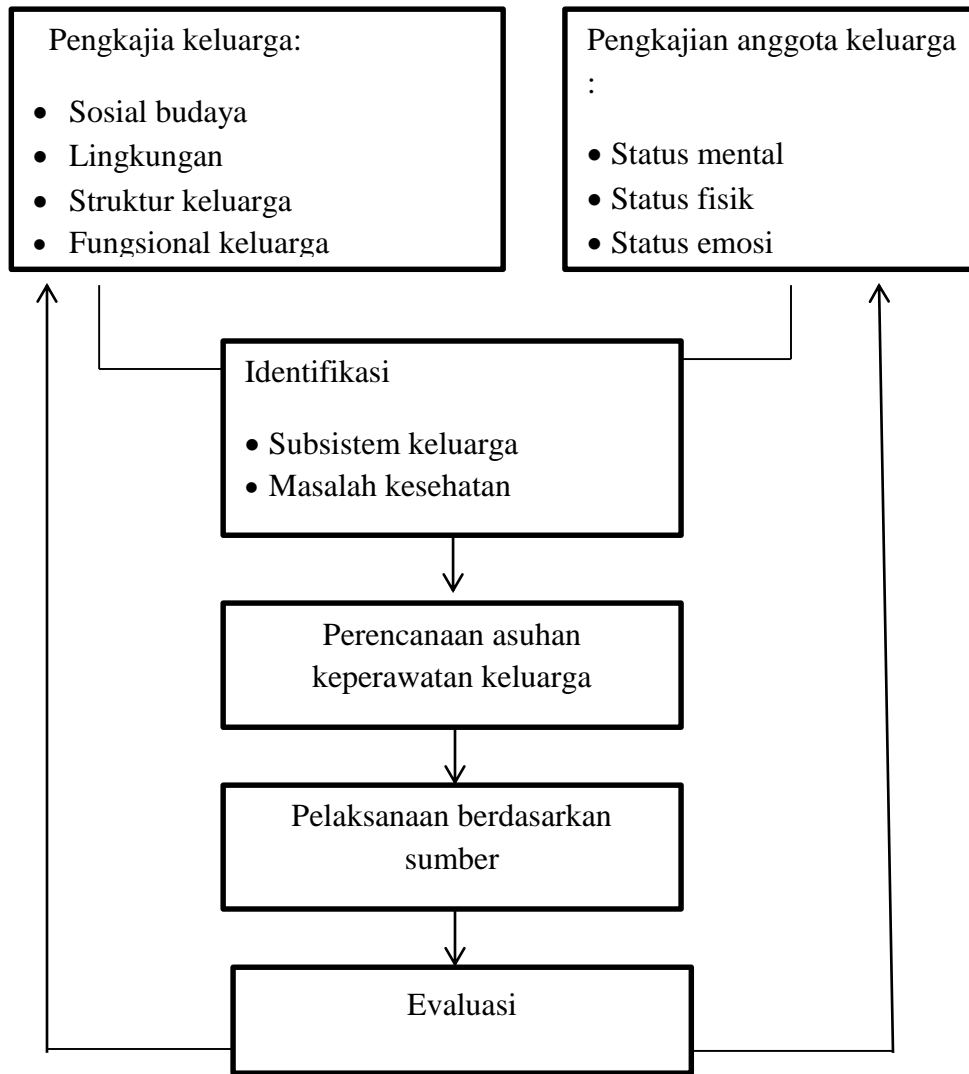 Pengkajia keluarga:
• Sosial budaya
• Lingkungan
• Struktur keluarga
• Fungsional keluarga
Pengkajian anggota keluarga
:
• Status mental
• Status fisik
• Status emosi
Identifikasi
• Subsistem keluarga
• Masalah kesehatan
Perencanaan asuhan
keperawatan keluarga
Pelaksanaan berdasarkan
sumber
Evaluasi